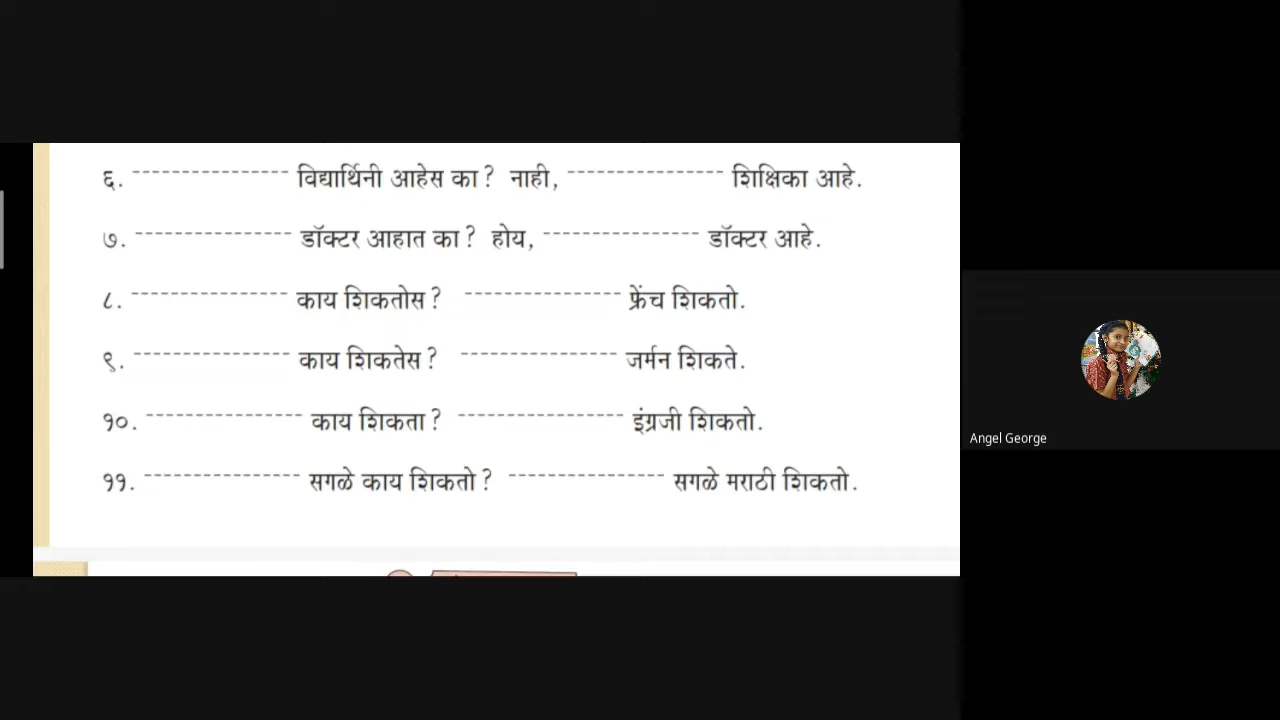 ६. ---------------- विद्यार्थिनी आहेस का? नाही, ---------------- शिक्षिका आहे.
७. ---------------- डॉक्टर आहात का? होय, ---------------- डॉक्टर आहे.
८. ---------------- काय शिकतोस? ---------------- फ्रेंच शिकतो.
९. ---------------- काय शिकतेस? ---------------- जर्मन शिकते.
१०. ---------------- काय शिकता? ---------------- इंग्रजी शिकतो.
११. ---------------- सगळे काय शिकतो? ---------------- सगळे मराठी शिकतो.
Angel George